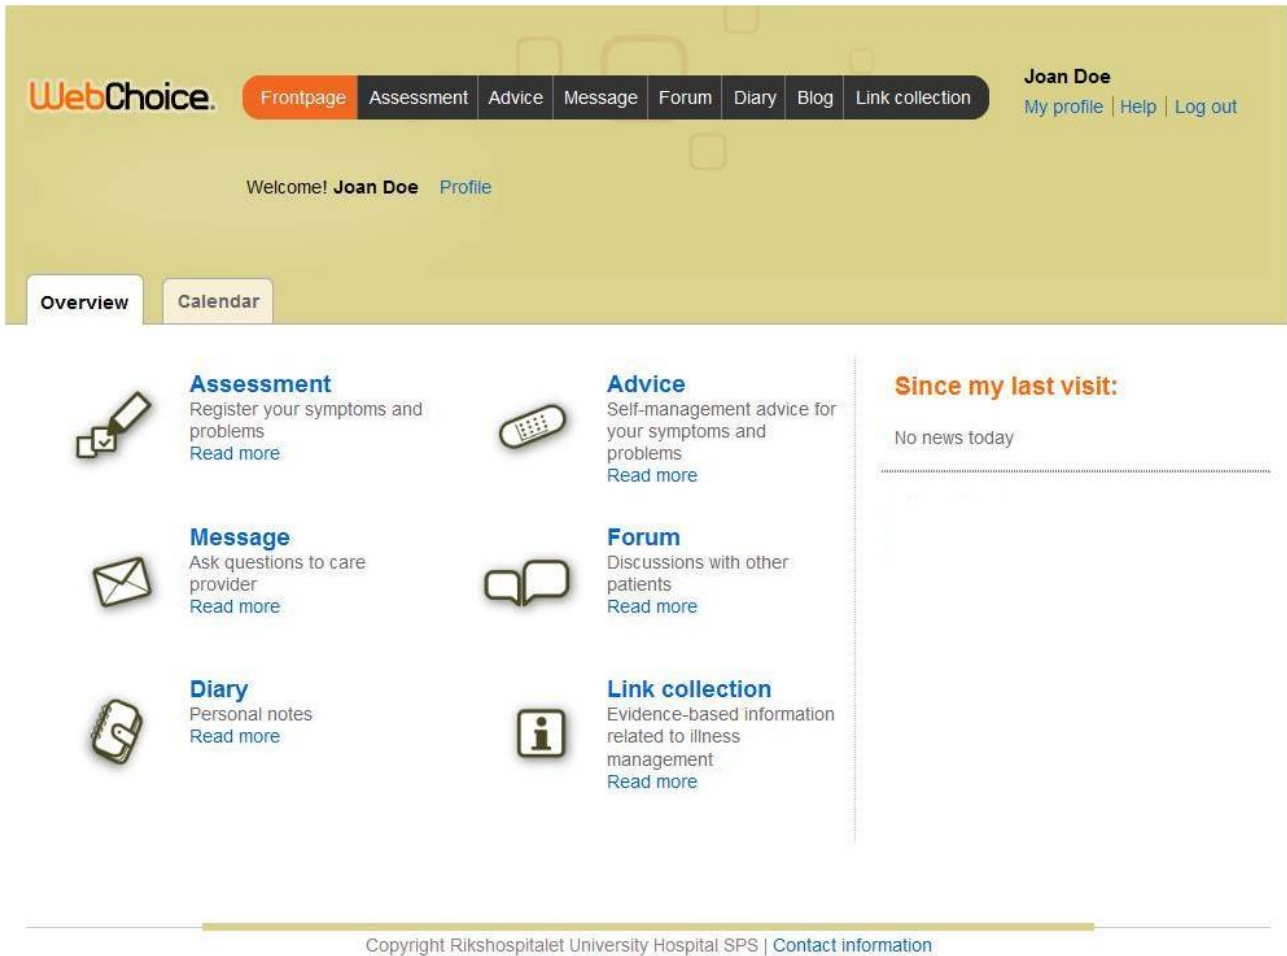 WebChoice.
Frontpage Assessment Advice Message Forum Diary Blog Link collection
Joan Doe
My profile | Help | Log out
Welcome! Joan Doe Profile
Overview Calendar
Assessment
Register your symptoms and
problems
Read more
Advice
Self-management advice for
your symptoms and
problems
Read more
Message
Ask questions to care
provider
Read more
Forum
Discussions with other
patients
Read more
Diary
Personal notes
Read more
Link collection
Evidence-based information
related to illness
management
Read more
Since my last visit:
No news today
Copyright Rikshospitalet University Hospital SPS | Contact information